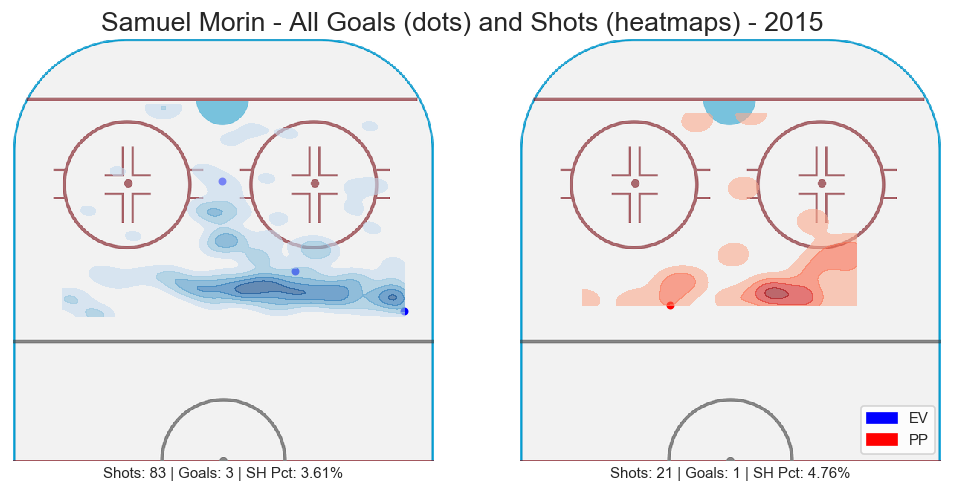 Samuel Morin - All Goals (dots) and Shots (heatmaps) - 2015
EV
PP
Shots: 83 | Goals: 3 | SH Pct: 3.61%
Shots: 21 | Goals: 1 | SH Pct: 4.76%